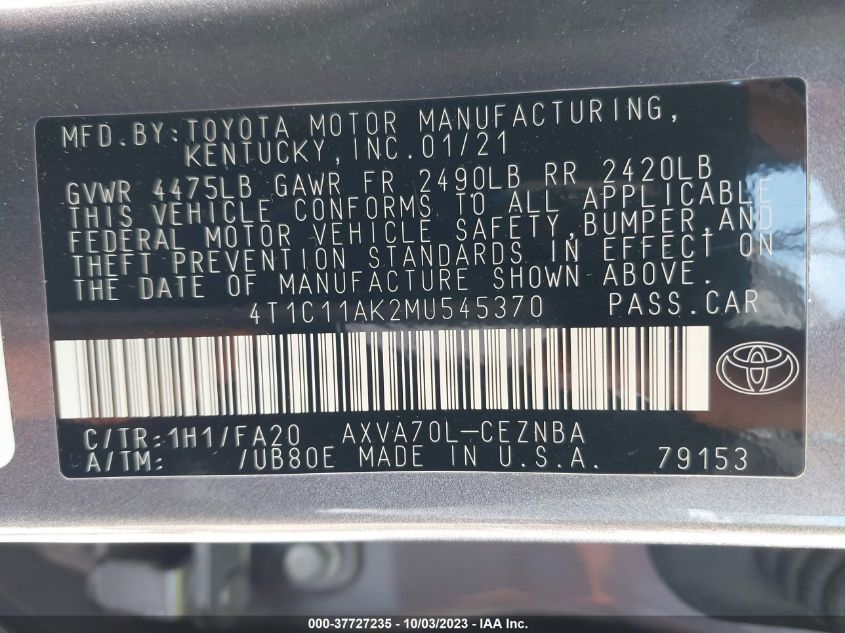 MFD.BY:TOYOTA MOTOR MANUFACTURING,
KENTUCKY,INC.01/21
GVWR 4475LB GAWR FR 2490LB RR 2420LB
THIS VEHICLE CONFORMS TO ALL APPLICABLE
FEDERAL MOTOR VEHICLE SAFETY,BUMPER,AND
THEFT PREVENTION STANDARDS IN EFFECT ON
THE DATE OF MANUFACTURE SHOWN ABOVE.
4T1C11AK2MU545370 PASS.CAR
C/TR:1H1/FA20 AXVA70L-CEZNBA
A/TM: /UB80E MADE IN U.S.A. 79153
000-37727235 - 10/03/2023 - IAA Inc.